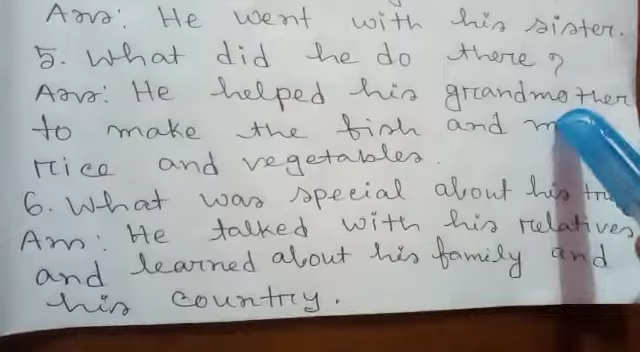 Ans: He went with his sister.
5. What did he do there?
Ans: He helped his grandmother
to make the fish and
rice and vegetables.
6. What was special about his
Ans: He talked with his relatives
and learned about his family and
his country.